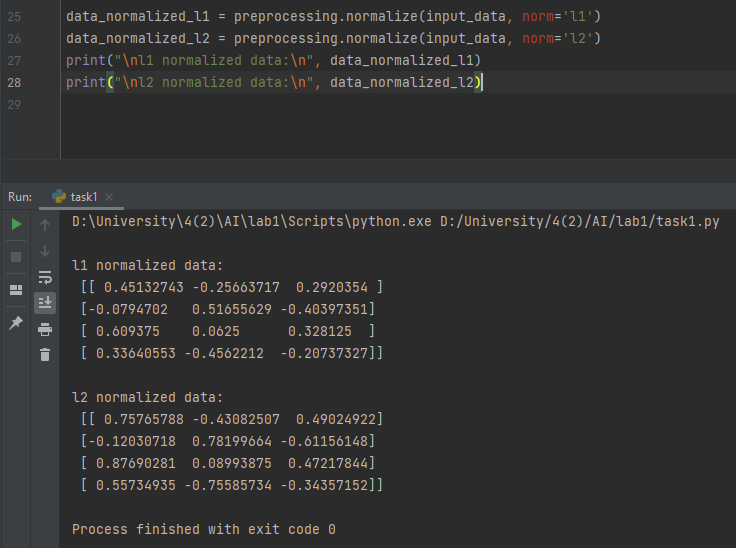 25 data_normalized_l1 = preprocessing.normalize(input_data, norm='l1')
26 data_normalized_l2 = preprocessing.normalize(input_data, norm='l2')
27 print("\nl1 normalized data:\n", data_normalized_l1)
28 print("\nl2 normalized data:\n", data_normalized_l2)
29
Run: task1
D:\University\4(2)\AI\lab1\Scripts\python.exe D:/University/4(2)/AI/lab1/task1.py
l1 normalized data:
[[ 0.45132743 -0.25663717  0.2920354 ]
[-0.0794702   0.51655629 -0.40397351]
[ 0.609375    0.0625      0.328125  ]
[ 0.33640553 -0.4562212  -0.20737327]]
l2 normalized data:
[[ 0.75765788 -0.43082507  0.49024922]
[-0.12030718  0.78199664 -0.61156148]
[ 0.87690281  0.08993875  0.47217844]
[ 0.55734935 -0.75585734 -0.34357152]]
Process finished with exit code 0